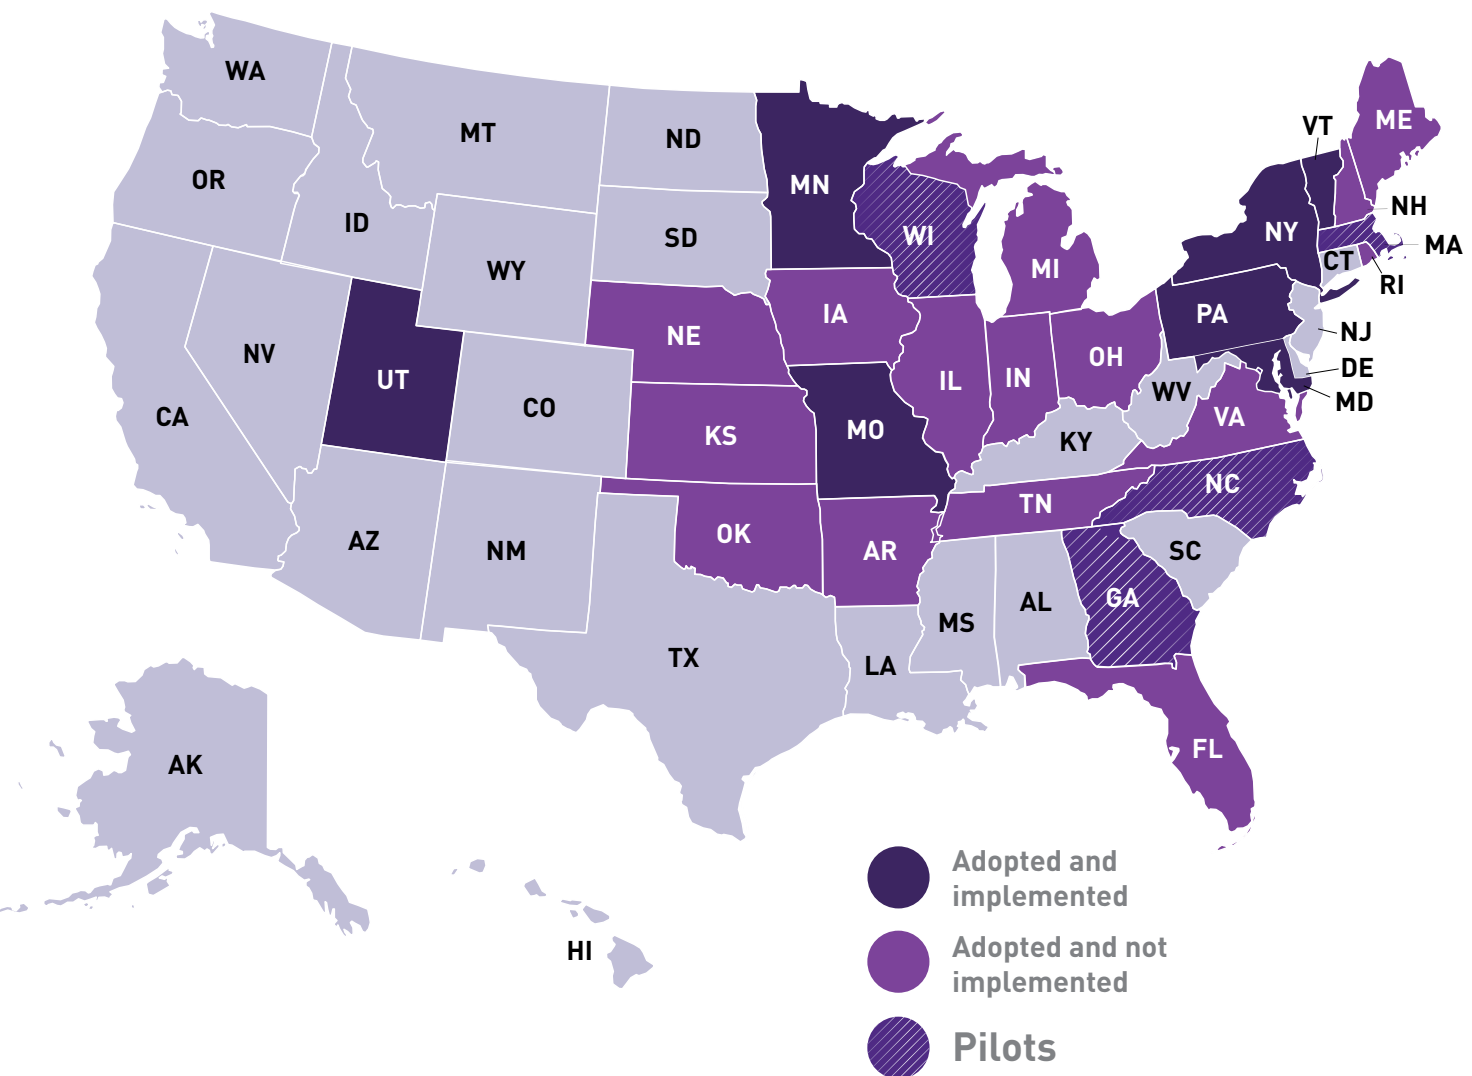 WA
MT
ND
VT
ME
OR
MN
NH
ID
SD
WI
NY
MA
WY
MI
CT
RI
NE
IA
PA
NJ
NV
UT
OH
DE
CA
CO
IL
IN
WV
MD
KS
MO
KY
VA
AZ
NM
OK
AR
TN
NC
SC
TX
MS
AL
GA
LA
FL
AK
HI
Adopted and
implemented
Adopted and not
implemented
Pilots